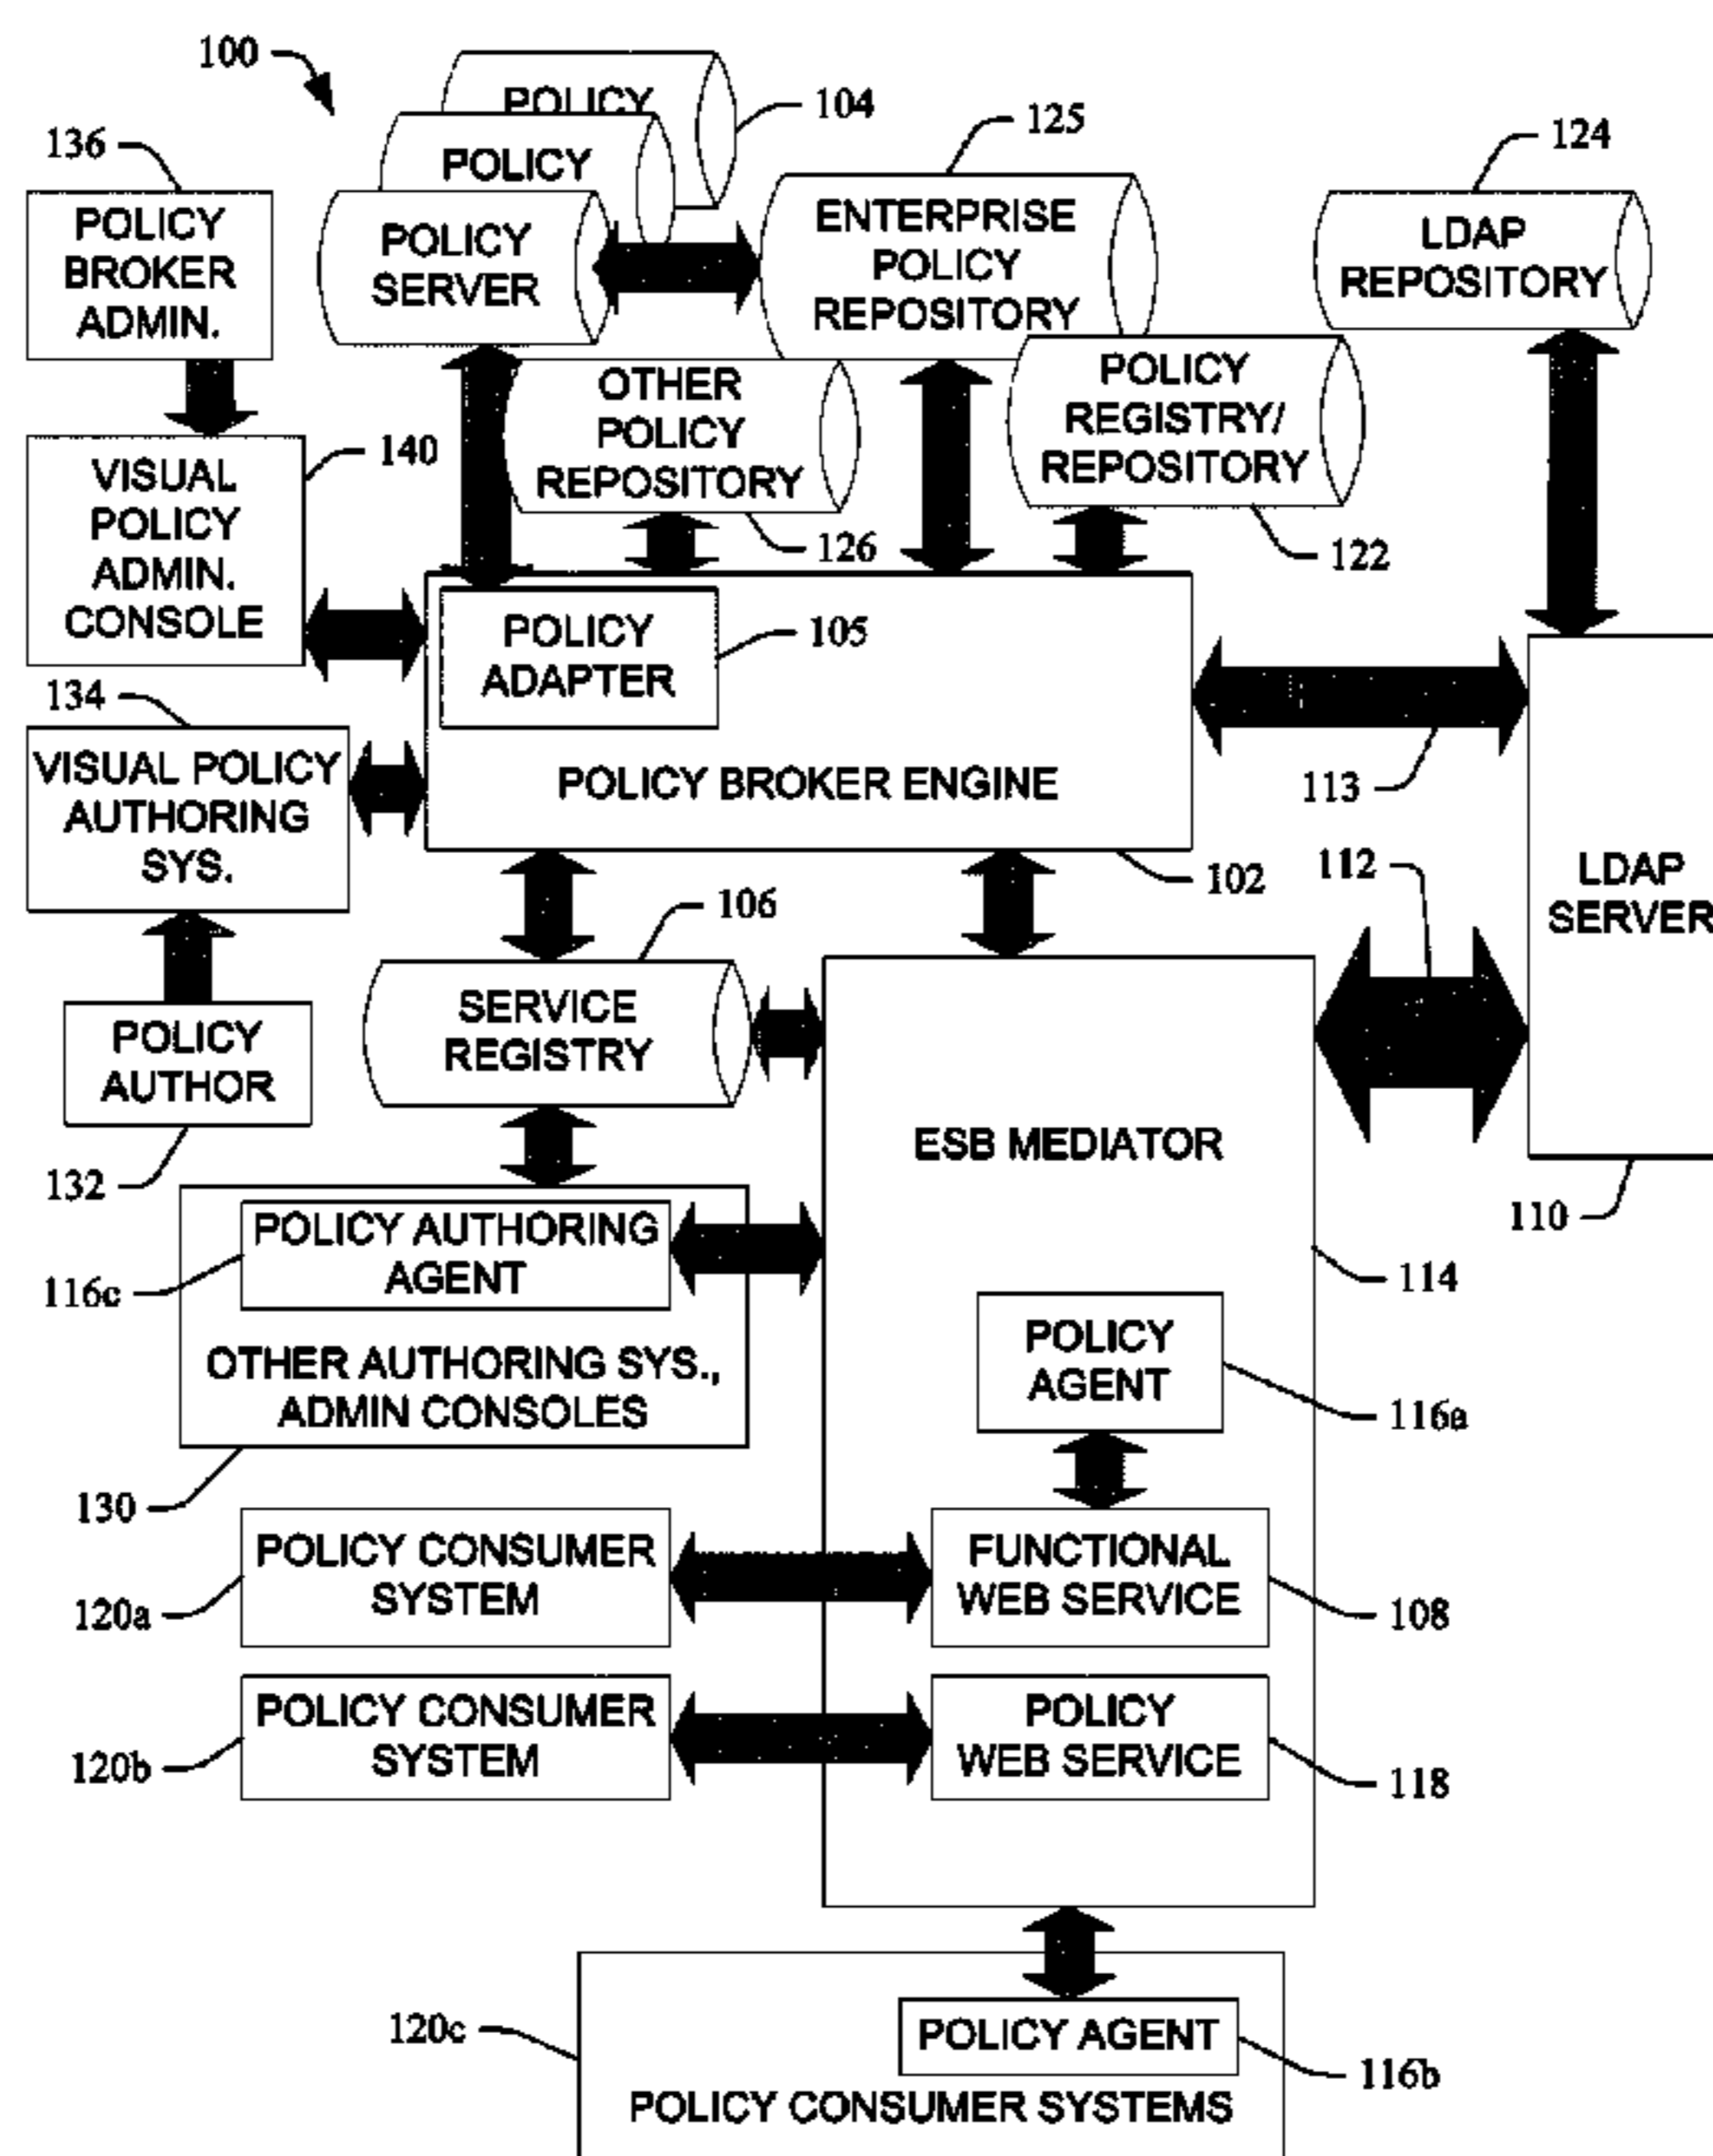 100
POLICY
104
POLICY
125
124
136
POLICY
BROKER
ADMIN.
POLICY
SERVER
ENTERPRISE
POLICY
REPOSITORY
LDAP
REPOSITORY
OTHER
POLICY
REPOSITORY
POLICY
REGISTRY/
REPOSITORY
140
VISUAL
POLICY
ADMIN.
CONSOLE
126
122
POLICY
ADAPTER
105
134
VISUAL POLICY
AUTHORING
SYS.
POLICY BROKER ENGINE
113
102
112
LDAP
SERVER
106
SERVICE
REGISTRY
POLICY
AUTHOR
132
ESB MEDIATOR
110
POLICY AUTHORING
AGENT
116c
114
OTHER AUTHORING SYS.,
ADMIN CONSOLES
POLICY
AGENT
116a
130
POLICY CONSUMER
SYSTEM
120a
FUNCTIONAL
WEB SERVICE
108
POLICY CONSUMER
SYSTEM
120b
POLICY
WEB SERVICE
118
120c
POLICY AGENT
116b
POLICY CONSUMER SYSTEMS